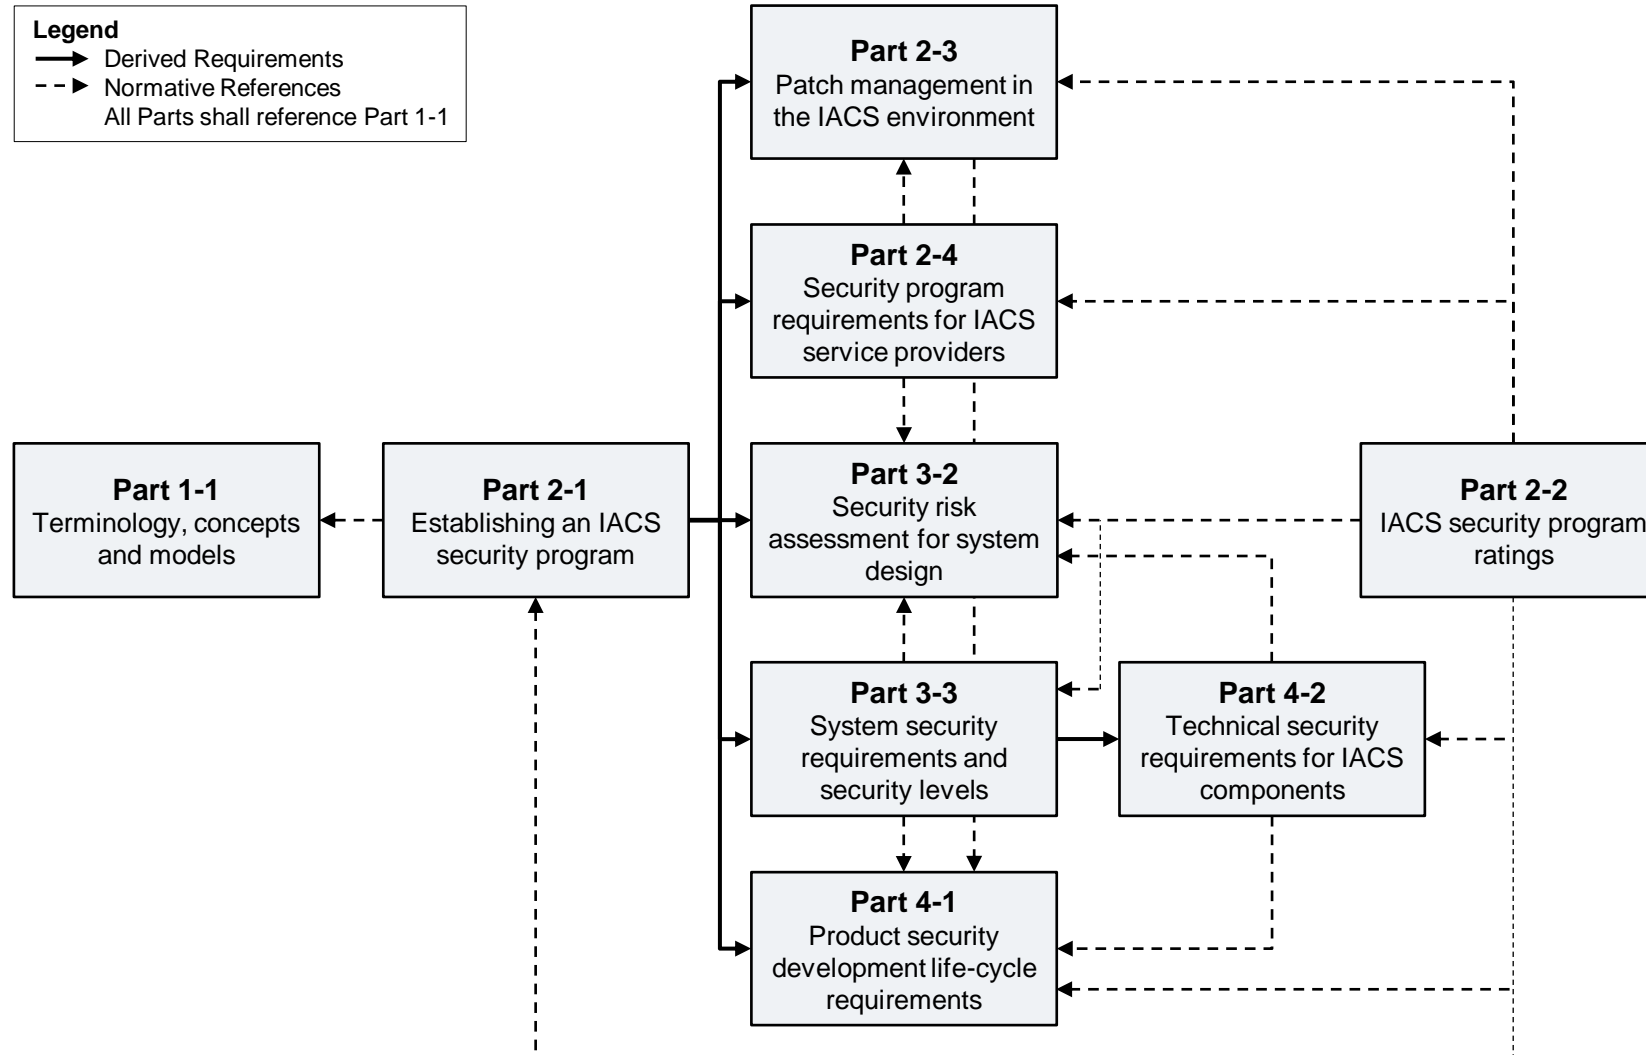 Legend
Derived Requirements
Normative References
All Parts shall reference Part 1-1
Part 2-3
Patch management in
the IACS environment
Part 2-4
Security program
requirements for IACS
service providers
Part 1-1
Terminology, concepts
and models
Part 2-1
Establishing an IACS
security program
Part 3-2
Security risk
assessment for system
design
Part 2-2
IACS security program
ratings
Part 3-3
System security
requirements and
security levels
Part 4-2
Technical security
requirements for IACS
components
Part 4-1
Product security
development life-cycle
requirements